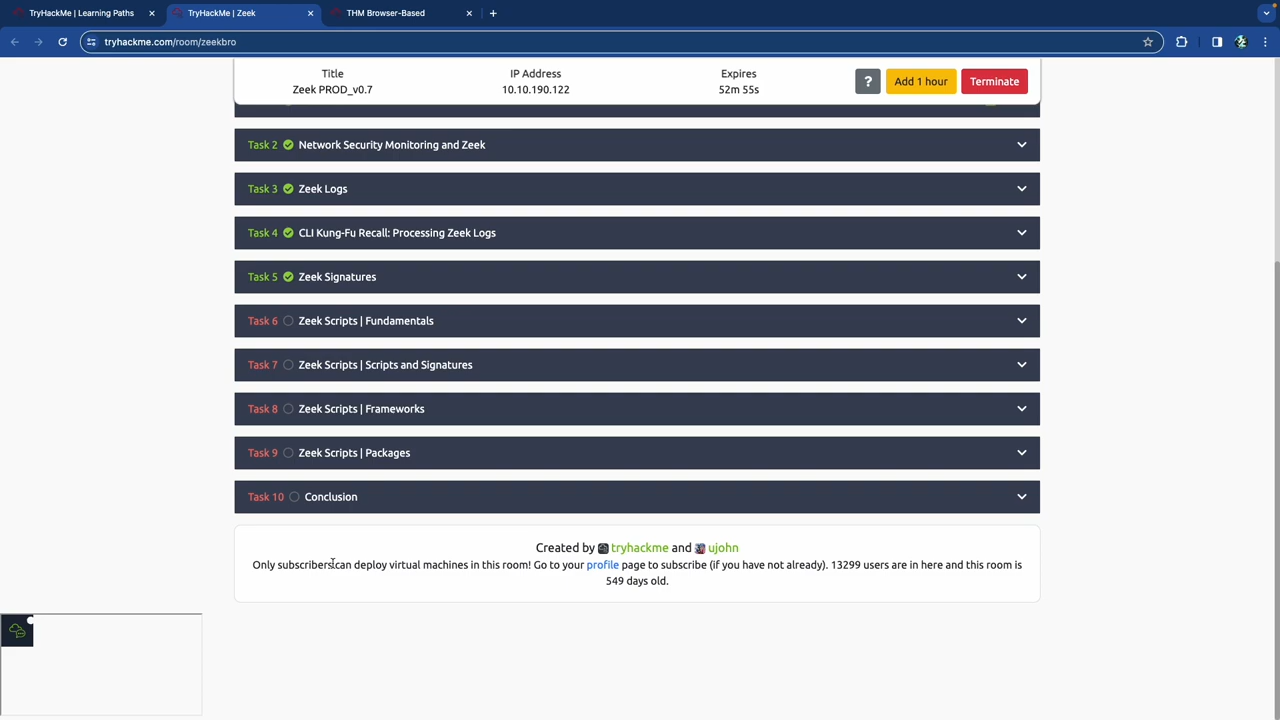 TryHackMe | Learning Paths
TryHackMe | Zeek
THM Browser-Based
tryhackme.com/room/zeekbro
Title
IP Address
Expires
Zeek PROD_v0.7
10.10.190.122
52m 55s
?
Add 1 hour
Terminate
Task 2 Network Security Monitoring and Zeek
Task 3 Zeek Logs
Task 4 CLI Kung-Fu Recall: Processing Zeek Logs
Task 5 Zeek Signatures
Task 6 Zeek Scripts | Fundamentals
Task 7 Zeek Scripts | Scripts and Signatures
Task 8 Zeek Scripts | Frameworks
Task 9 Zeek Scripts | Packages
Task 10 Conclusion
Created by tryhackme and ujohn
Only subscribers can deploy virtual machines in this room! Go to your profile page to subscribe (if you have not already). 13299 users are in here and this room is
549 days old.